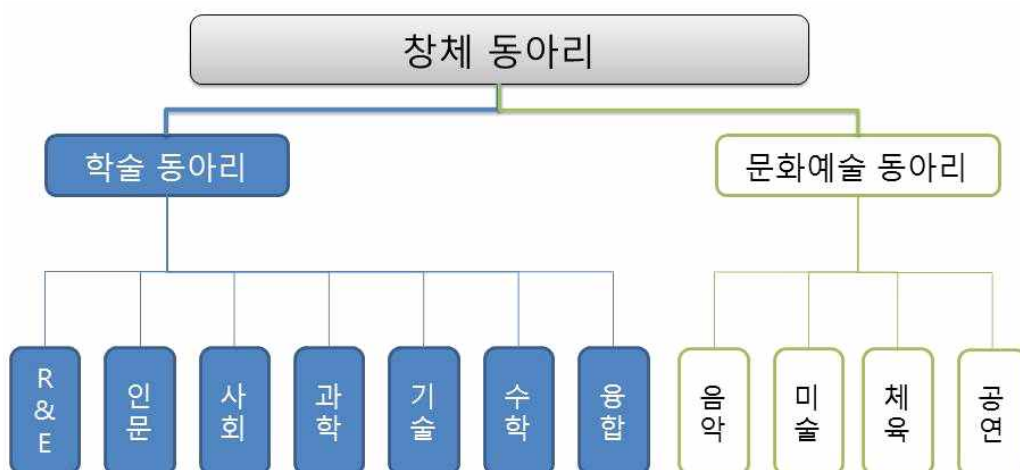 창체 동아리
학술 동아리
문화예술 동아리
R&E
인문
사회
과학
기술
수학
융합
음악
미술
체육
공연